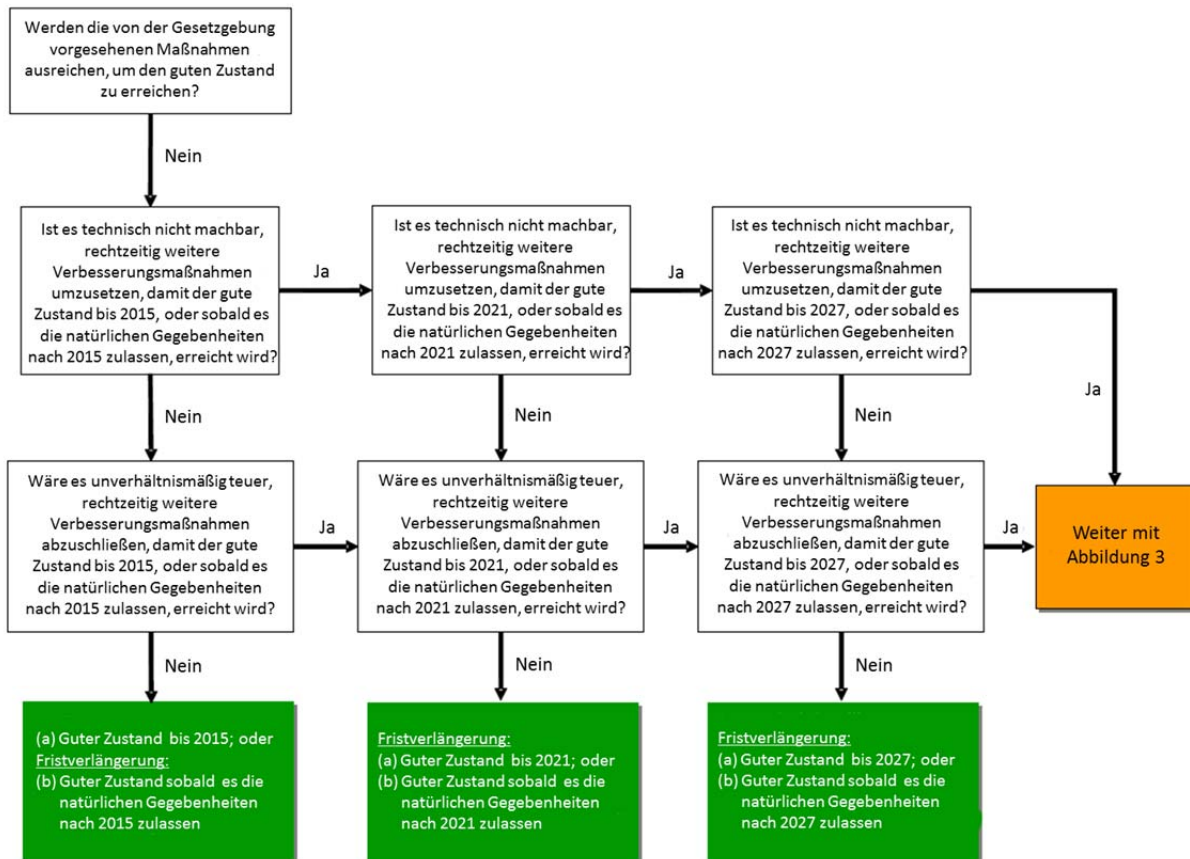 Werden die von der Gesetzgebung
vorgesehenen Maßnahmen
ausreichen, um den guten Zustand
zu erreichen?
Nein
Ist es technisch nicht machbar,
rechtzeitig weitere
Verbesserungsmaßnahmen
umzusetzen, damit der gute
Zustand bis 2015, oder sobald es
die natürlichen Gegebenheiten
nach 2015 zulassen, erreicht wird?
Ja
Ist es technisch nicht machbar,
rechtzeitig weitere
Verbesserungsmaßnahmen
umzusetzen, damit der gute
Zustand bis 2021, oder sobald es
die natürlichen Gegebenheiten
nach 2021 zulassen, erreicht wird?
Ja
Ist es technisch nicht machbar,
rechtzeitig weitere
Verbesserungsmaßnahmen
umzusetzen, damit der gute
Zustand bis 2027, oder sobald es
die natürlichen Gegebenheiten
nach 2027 zulassen, erreicht wird?
Ja
Nein
Nein
Nein
Wäre es unverhältnismäßig teuer,
rechtzeitig weitere
Verbesserungsmaßnahmen
abzuschließen, damit der gute
Zustand bis 2015, oder sobald es
die natürlichen Gegebenheiten
nach 2015 zulassen, erreicht wird?
Ja
Wäre es unverhältnismäßig teuer,
rechtzeitig weitere
Verbesserungsmaßnahmen
abzuschließen, damit der gute
Zustand bis 2021, oder sobald es
die natürlichen Gegebenheiten
nach 2021 zulassen, erreicht wird?
Ja
Wäre es unverhältnismäßig teuer,
rechtzeitig weitere
Verbesserungsmaßnahmen
abzuschließen, damit der gute
Zustand bis 2027, oder sobald es
die natürlichen Gegebenheiten
nach 2027 zulassen, erreicht wird?
Ja
Weiter mit
Abbildung 3
Nein
Nein
Nein
(a) Guter Zustand bis 2015; oder
Fristverlängerung:
(b) Guter Zustand sobald es die
natürlichen Gegebenheiten
nach 2015 zulassen
Fristverlängerung:
(a) Guter Zustand bis 2021; oder
(b) Guter Zustand sobald es die
natürlichen Gegebenheiten
nach 2021 zulassen
Fristverlängerung:
(a) Guter Zustand bis 2027; oder
(b) Guter Zustand sobald es die
natürlichen Gegebenheiten
nach 2027 zulassen